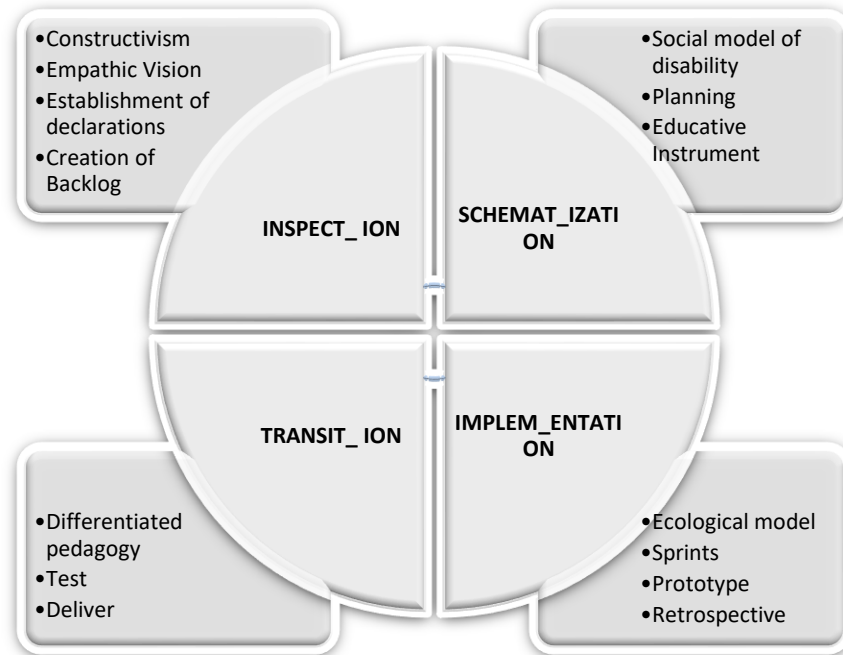 •Constructivism
•Empathic Vision
•Establishment of
declarations
•Creation of
Backlog
•Social model of
disability
•Planning
•Educative
Instrument
INSPECT_ ION
SCHEMAT_IZATI
ON
TRANSIT_ ION
IMPLEM_ENTATI
ON
•Differentiated
pedagogy
•Test
•Deliver
•Ecological model
•Sprints
•Prototype
•Retrospective